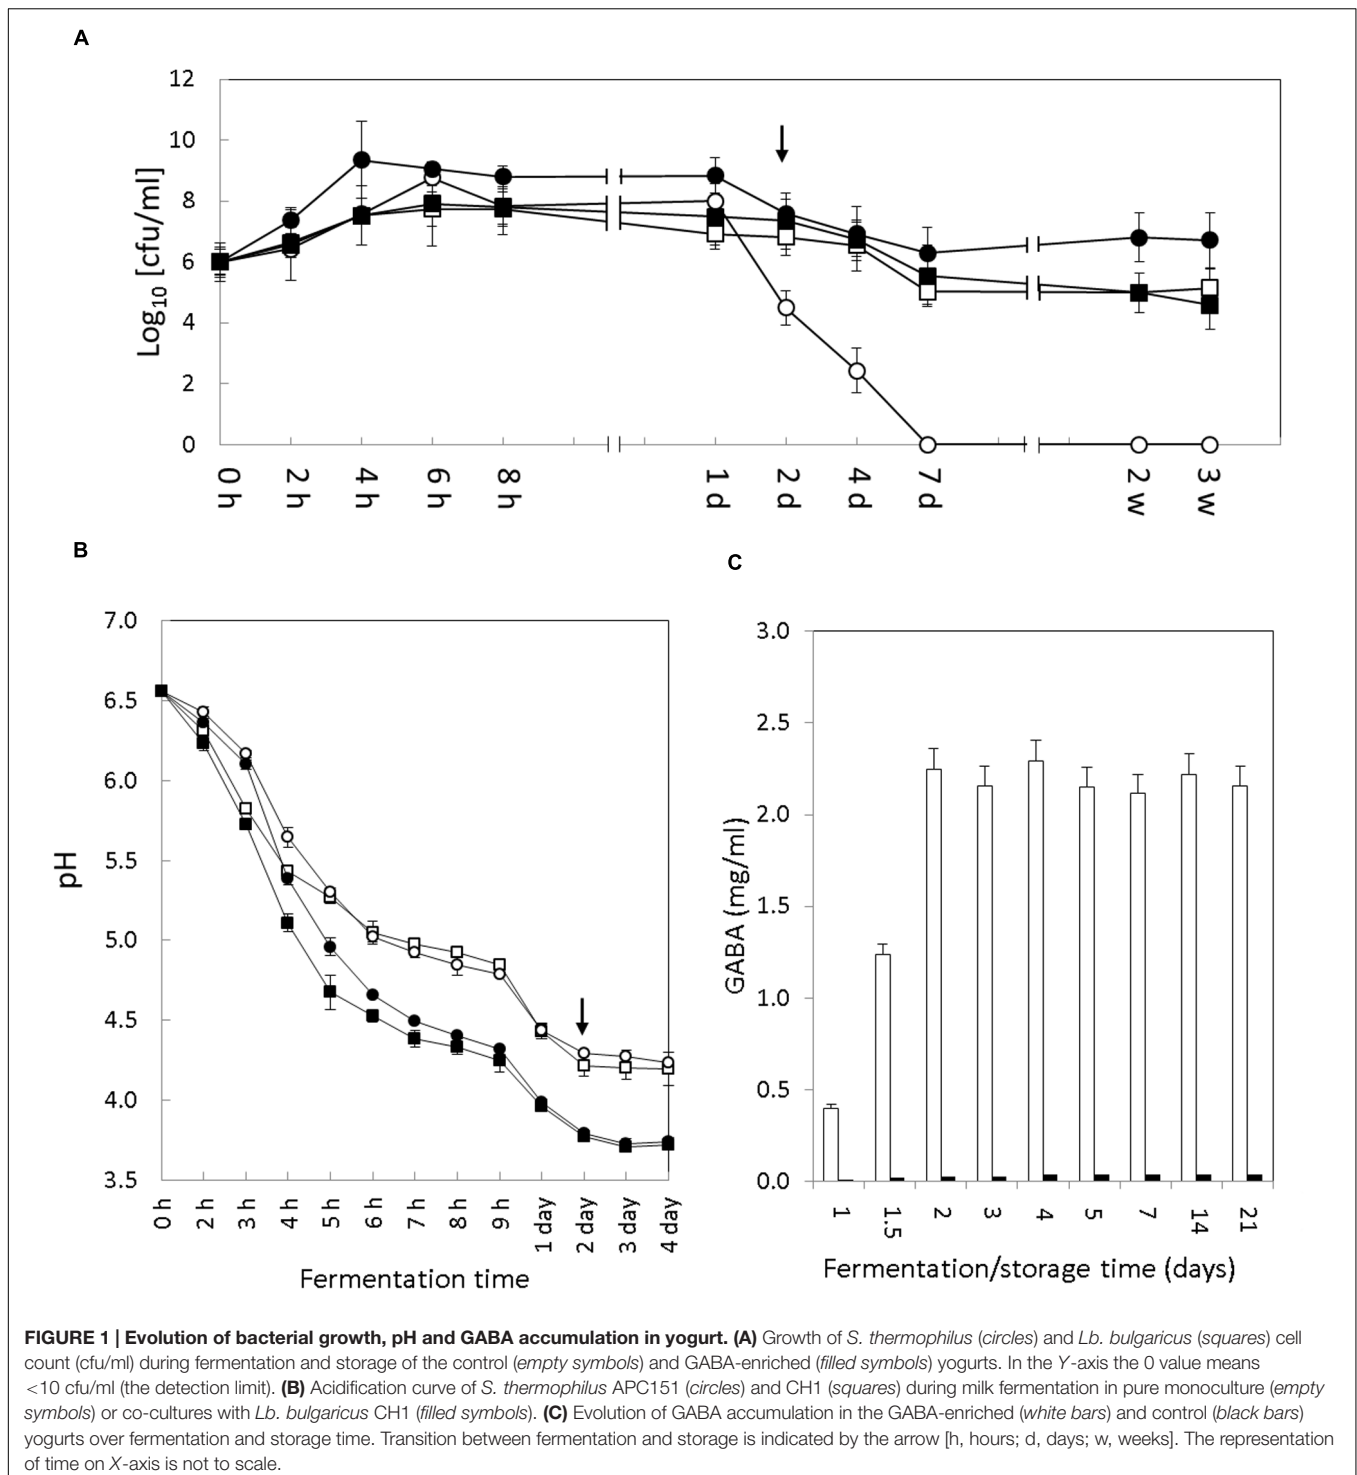 A
12
10
8
6
4
2
0
Log10 [cfu/ml]
0 h
2 h
4 h
6 h
8 h
1 d
2 d
4 d
7 d
2 w
3 w
B
7.0
6.5
6.0
5.5
5.0
4.5
4.0
3.5
pH
0 h
2 h
3 h
4 h
5 h
6 h
7 h
8 h
9 h
1 day
2 day
3 day
4 day
Fermentation time
C
3.0
2.5
2.0
1.5
1.0
0.5
0.0
GABA (mg/ml)
1
1.5
2
3
4
5
7
14
21
Fermentation/storage time (days)
FIGURE 1 | Evolution of bacterial growth, pH and GABA accumulation in yogurt. (A) Growth of S. thermophilus (circles) and Lb. bulgaricus (squares) cell
count (cfu/ml) during fermentation and storage of the control (empty symbols) and GABA-enriched (filled symbols) yogurts. In the Y-axis the 0 value means
<10 cfu/ml (the detection limit). (B) Acidification curve of S. thermophilus APC151 (circles) and CH1 (squares) during milk fermentation in pure monoculture (empty
symbols) or co-cultures with Lb. bulgaricus CH1 (filled symbols). (C) Evolution of GABA accumulation in the GABA-enriched (white bars) and control (black bars)
yogurts over fermentation and storage time. Transition between fermentation and storage is indicated by the arrow [h, hours; d, days; w, weeks]. The representation
of time on X-axis is not to scale.